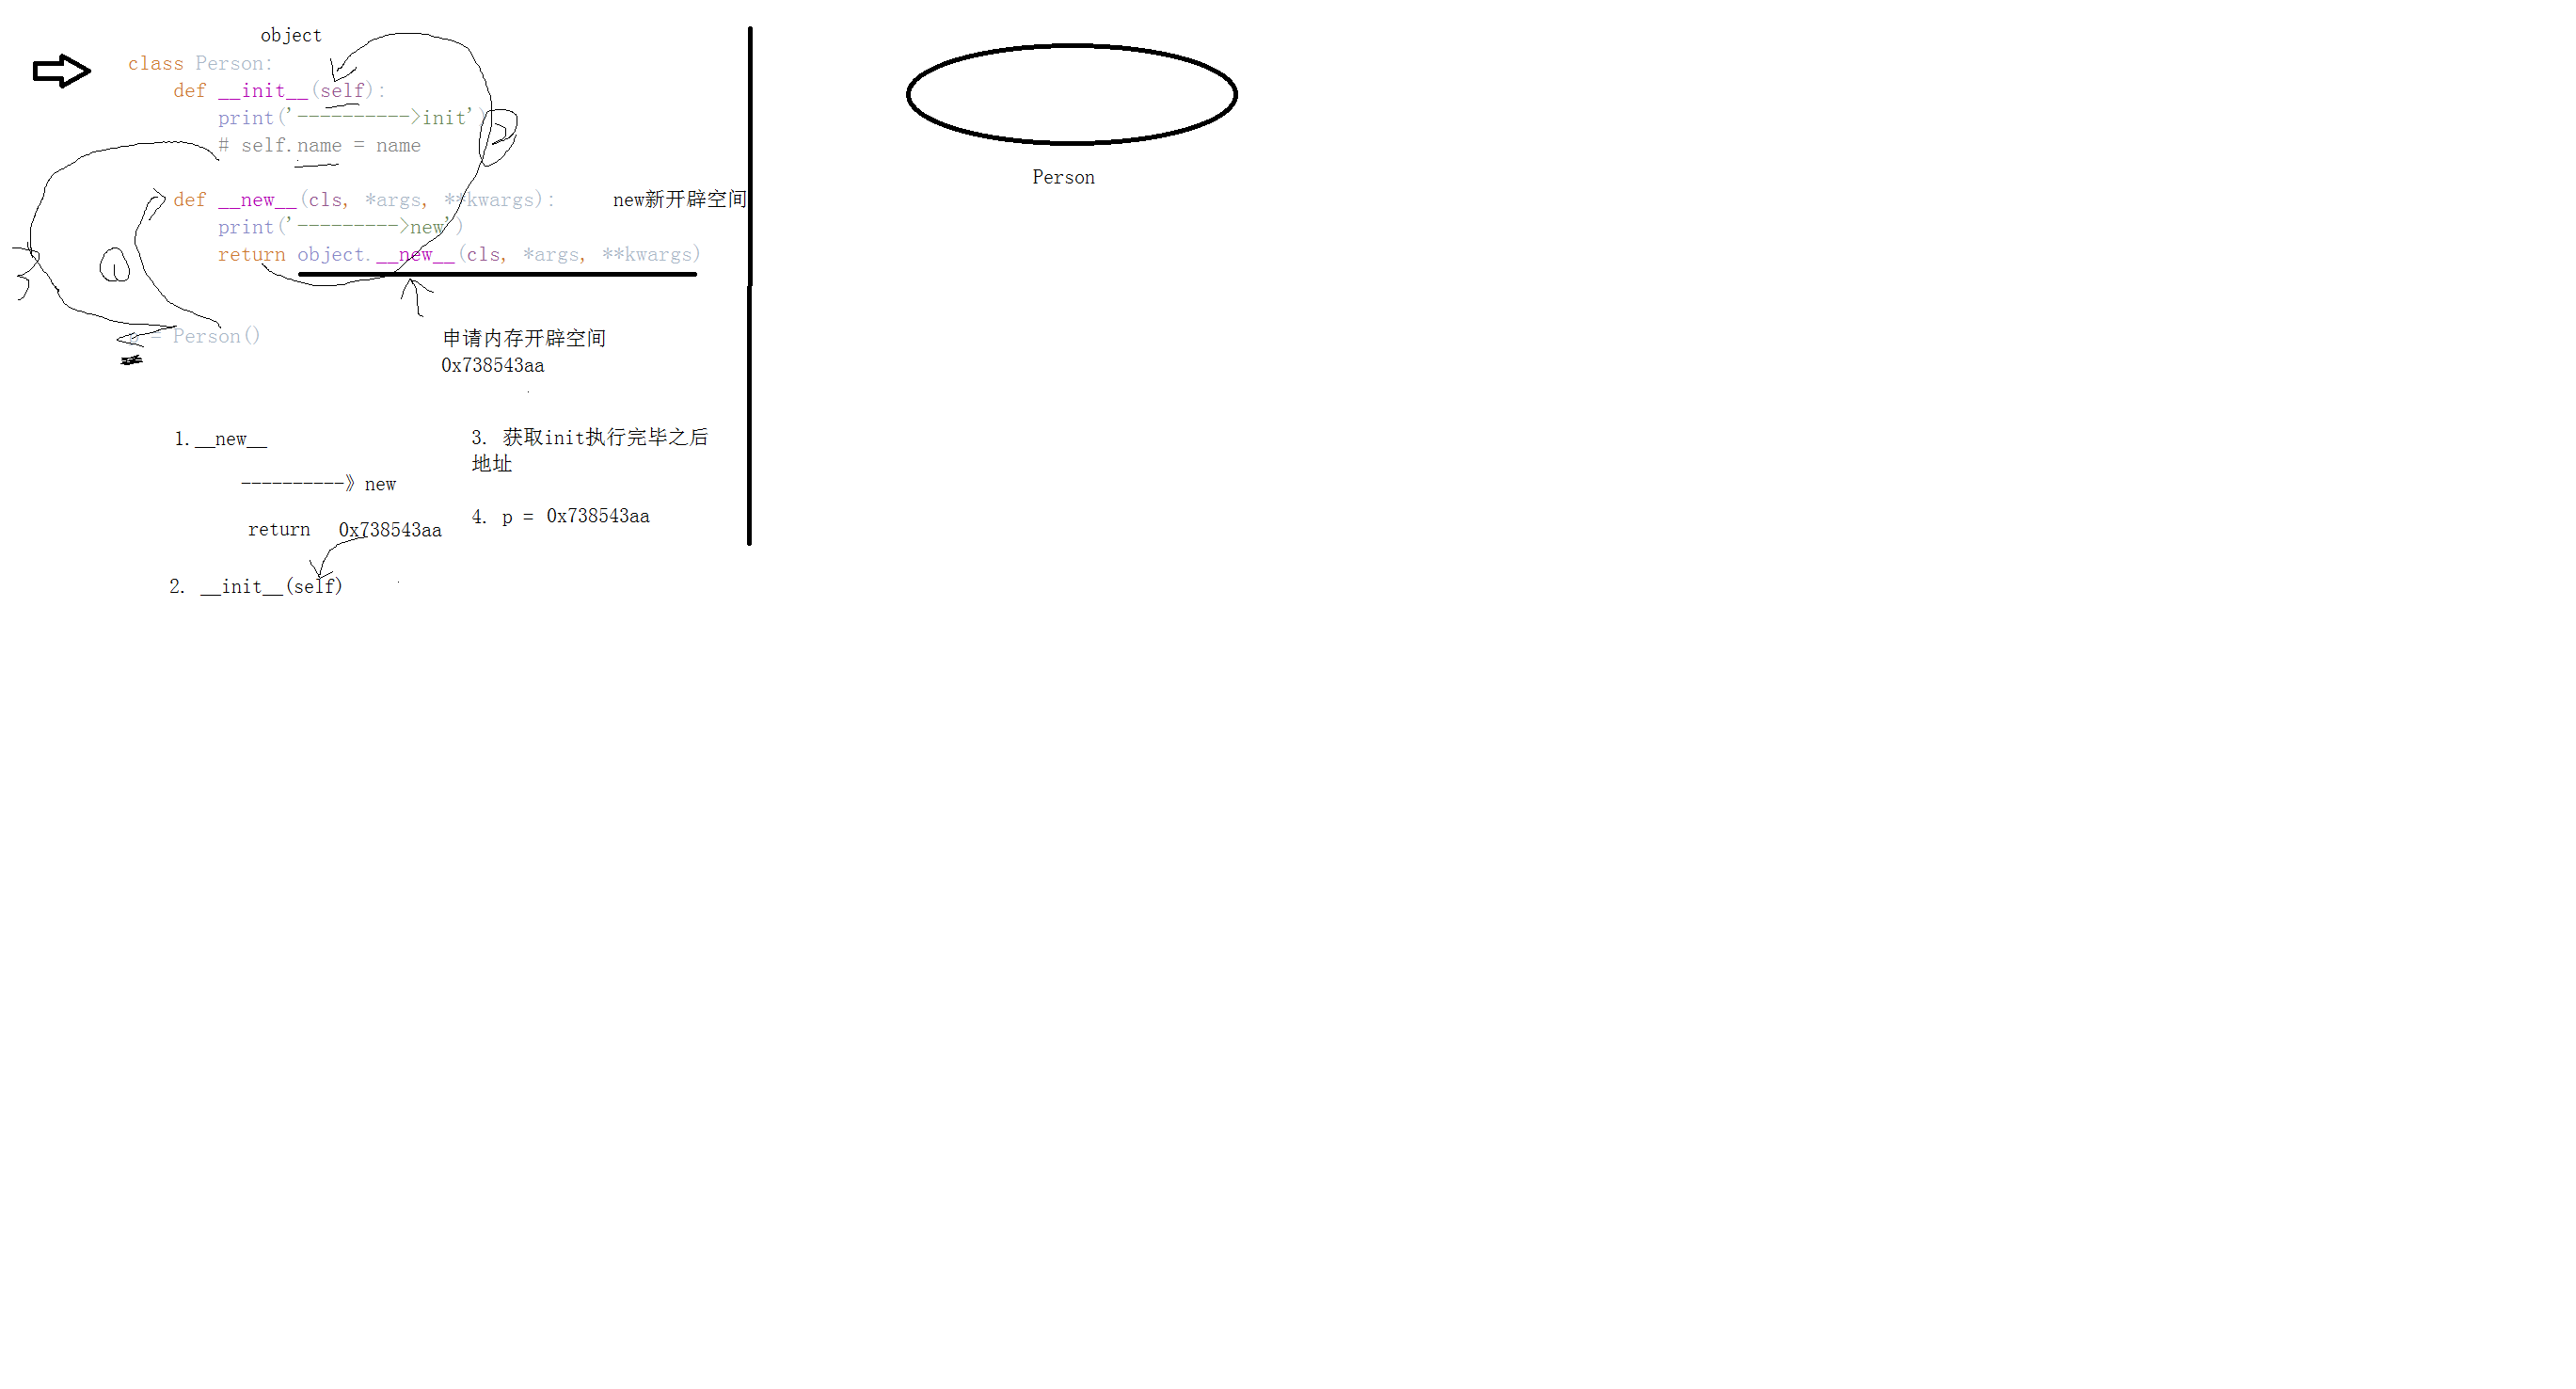 object
class Person:
def __init__(self):
print('---------->init')
# self.name = name
def __new__(cls, *args, **kwargs): new新开辟空间
print('--------->new')
return object.__new__(cls, *args, **kwargs)
= Person()
申请内存开辟空间
0x738543aa
1.__new__
----------》new
return 0x738543aa
2. __init__(self)
3. 获取init执行完毕之后
地址
4. p = 0x738543aa
Person
1
2
3